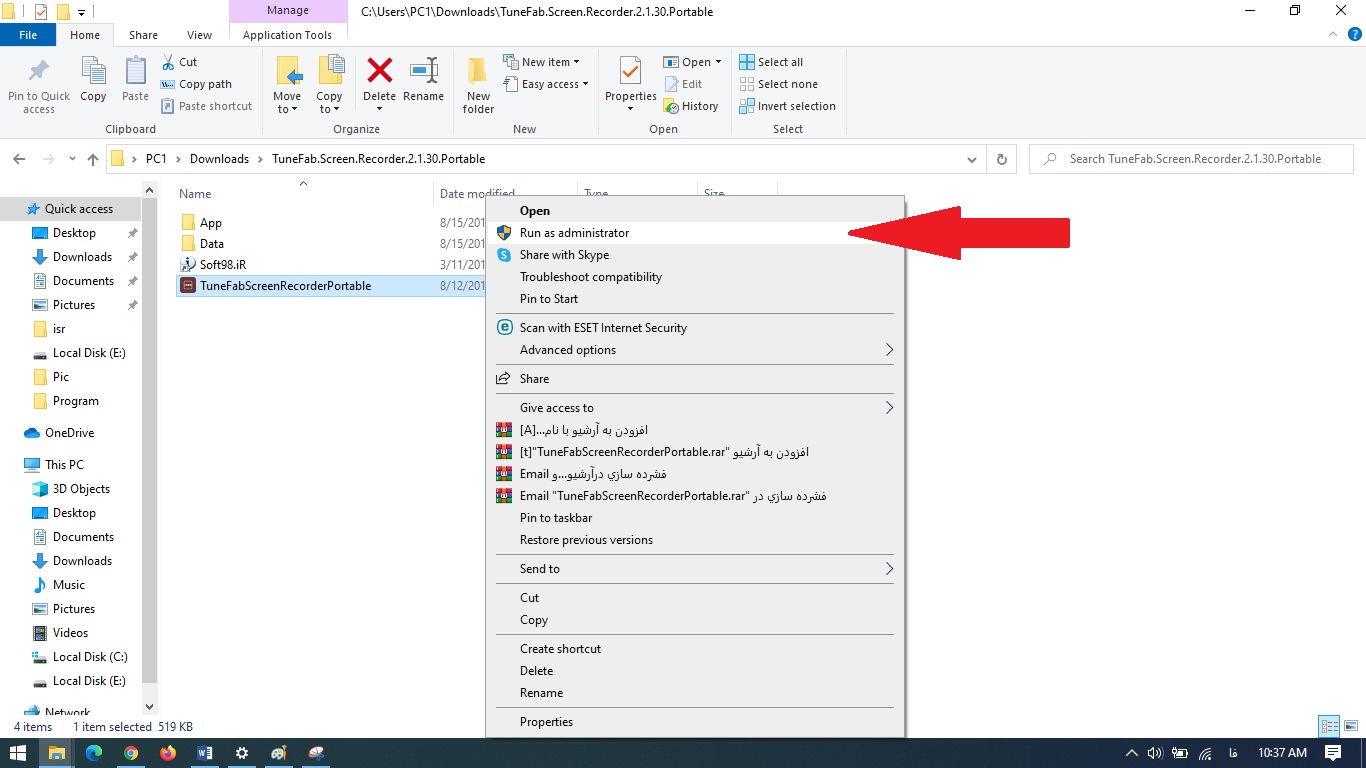 Manage
C:\Users\PC1\Downloads\TuneFab.Screen.Recorder.2.1.30.Portable
File
Home
Share
View
Application Tools
Pin to Quick access
Copy
Paste
Cut
Copy path
Paste shortcut
Move to
Copy to
Delete
Rename
New folder
New item
Easy access
Properties
Open
Edit
History
Select all
Select none
Invert selection
Clipboard
Organize
New
Open
Select
PC1 > Downloads > TuneFab.Screen.Recorder.2.1.30.Portable
Search TuneFab.Screen.Recorder.2.1.30.Portable
Name
Date modified
Type
Size
Quick access
Desktop
Downloads
Documents
Pictures
isr
Local Disk (E:)
Pic
Program
OneDrive
This PC
3D Objects
Desktop
Documents
Downloads
Music
Pictures
Videos
Local Disk (C:)
Local Disk (E:)
Network
App 8/15/201
Data 8/15/201
Soft98.iR 3/11/201
TuneFabScreenRecorderPortable 8/12/201
Open
Run as administrator
Share with Skype
Troubleshoot compatibility
Pin to Start
Scan with ESET Internet Security
Advanced options
Share
Give access to
افزودن به آرشیو با نام...[A]
افزودن به آرشیو "TuneFabScreenRecorderPortable.rar"[t]
فشرده سازي درآرشیو...و Email
فشرده سازي در "TuneFabScreenRecorderPortable.rar" Email
Pin to taskbar
Restore previous versions
Send to
Cut
Copy
Create shortcut
Delete
Rename
Properties
4 items
1 item selected 519 KB
فا
10:37 AM